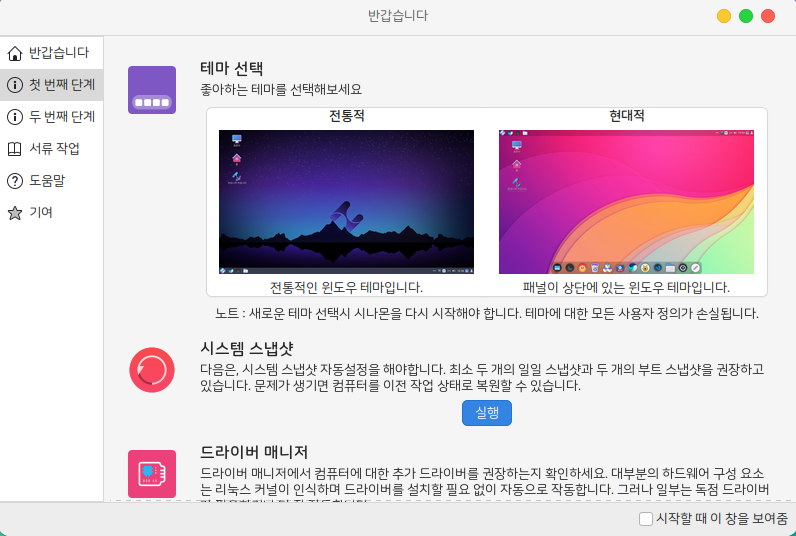 반갑습니다
반갑습니다
첫 번째 단계
두 번째 단계
서류 작업
도움말
기여
테마 선택
좋아하는 테마를 선택해보세요
전통적
현대적
전통적인 윈도우 테마입니다.
패널이 상단에 있는 윈도우 테마입니다.
노트 : 새로운 테마 선택시 시나몬을 다시 시작해야 합니다. 테마에 대한 모든 사용자 정의가 손실됩니다.
시스템 스냅샷
다음은, 시스템 스냅샷 자동설정을 해야합니다. 최소 두 개의 일일 스냅샷과 두 개의 부트 스냅샷을 권장하고
있습니다. 문제가 생기면 컴퓨터를 이전 작업 상태로 복원할 수 있습니다.
실행
드라이버 매니저
드라이버 매니저에서 컴퓨터에 대한 추가 드라이버를 권장하는지 확인하세요. 대부분의 하드웨어 구성 요소
는 리눅스 커널이 인식하며 드라이버를 설치할 필요 없이 자동으로 작동합니다. 그러나 일부는 독점 드라이버
시작할 때 이 창을 보여줌